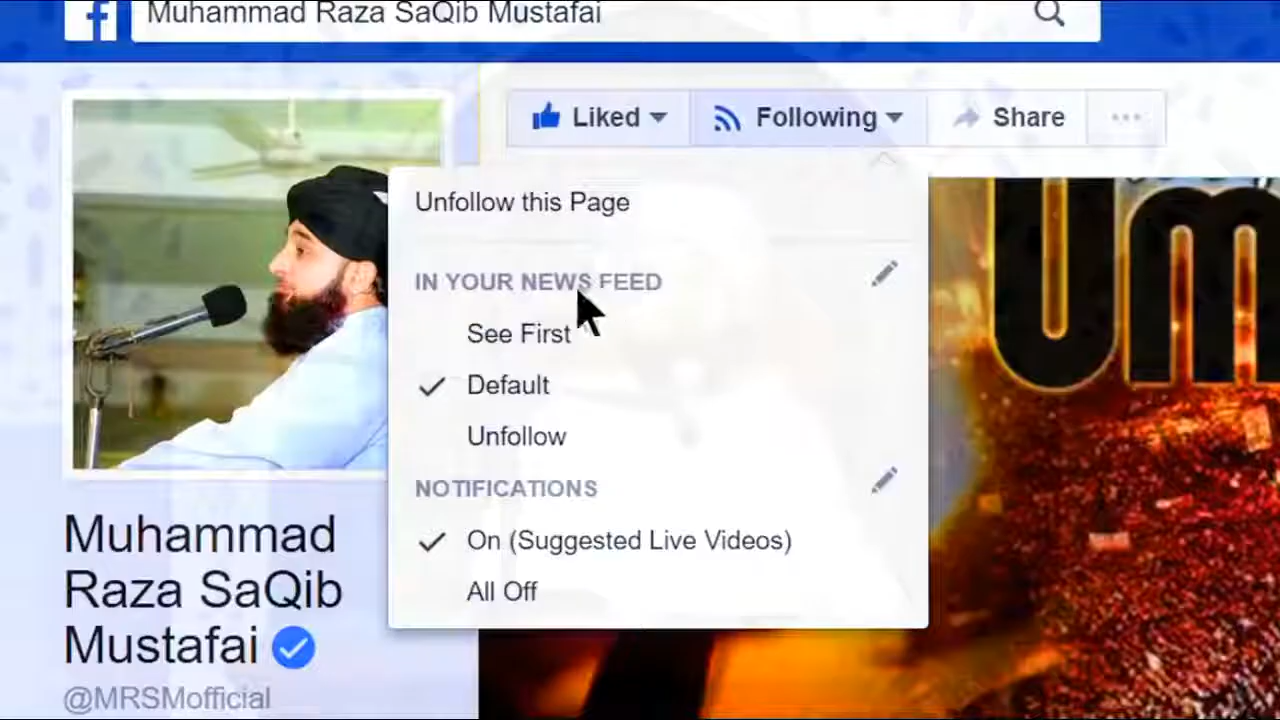 Muhammad Raza SaQib Mustafai
Liked
Following
Share
Unfollow this Page
IN YOUR NEWS FEED
See First
Default
Unfollow
NOTIFICATIONS
On (Suggested Live Videos)
All Off
Um
Muhammad
Raza SaQib
Mustafai
@MRSMofficial